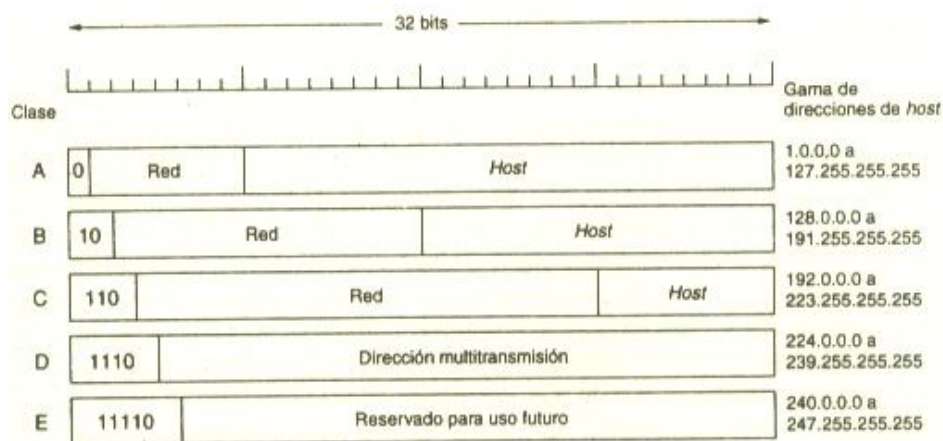 32 bits
Clase
Gama de
direcciones de host
A
0
Red
Host
1.0.0,0 a
127.255.255.255
B
10
Red
Host
128.0.0.0 a
191.255.255.255
C
110
Red
Host
192.0.0.0 a
223.255.255.255
D
1110
Dirección multitransmisión
224.0.0.0 a
239.255.255.255
E
11110
Reservado para uso futuro
240.0.0.0 a
247.255.255.255